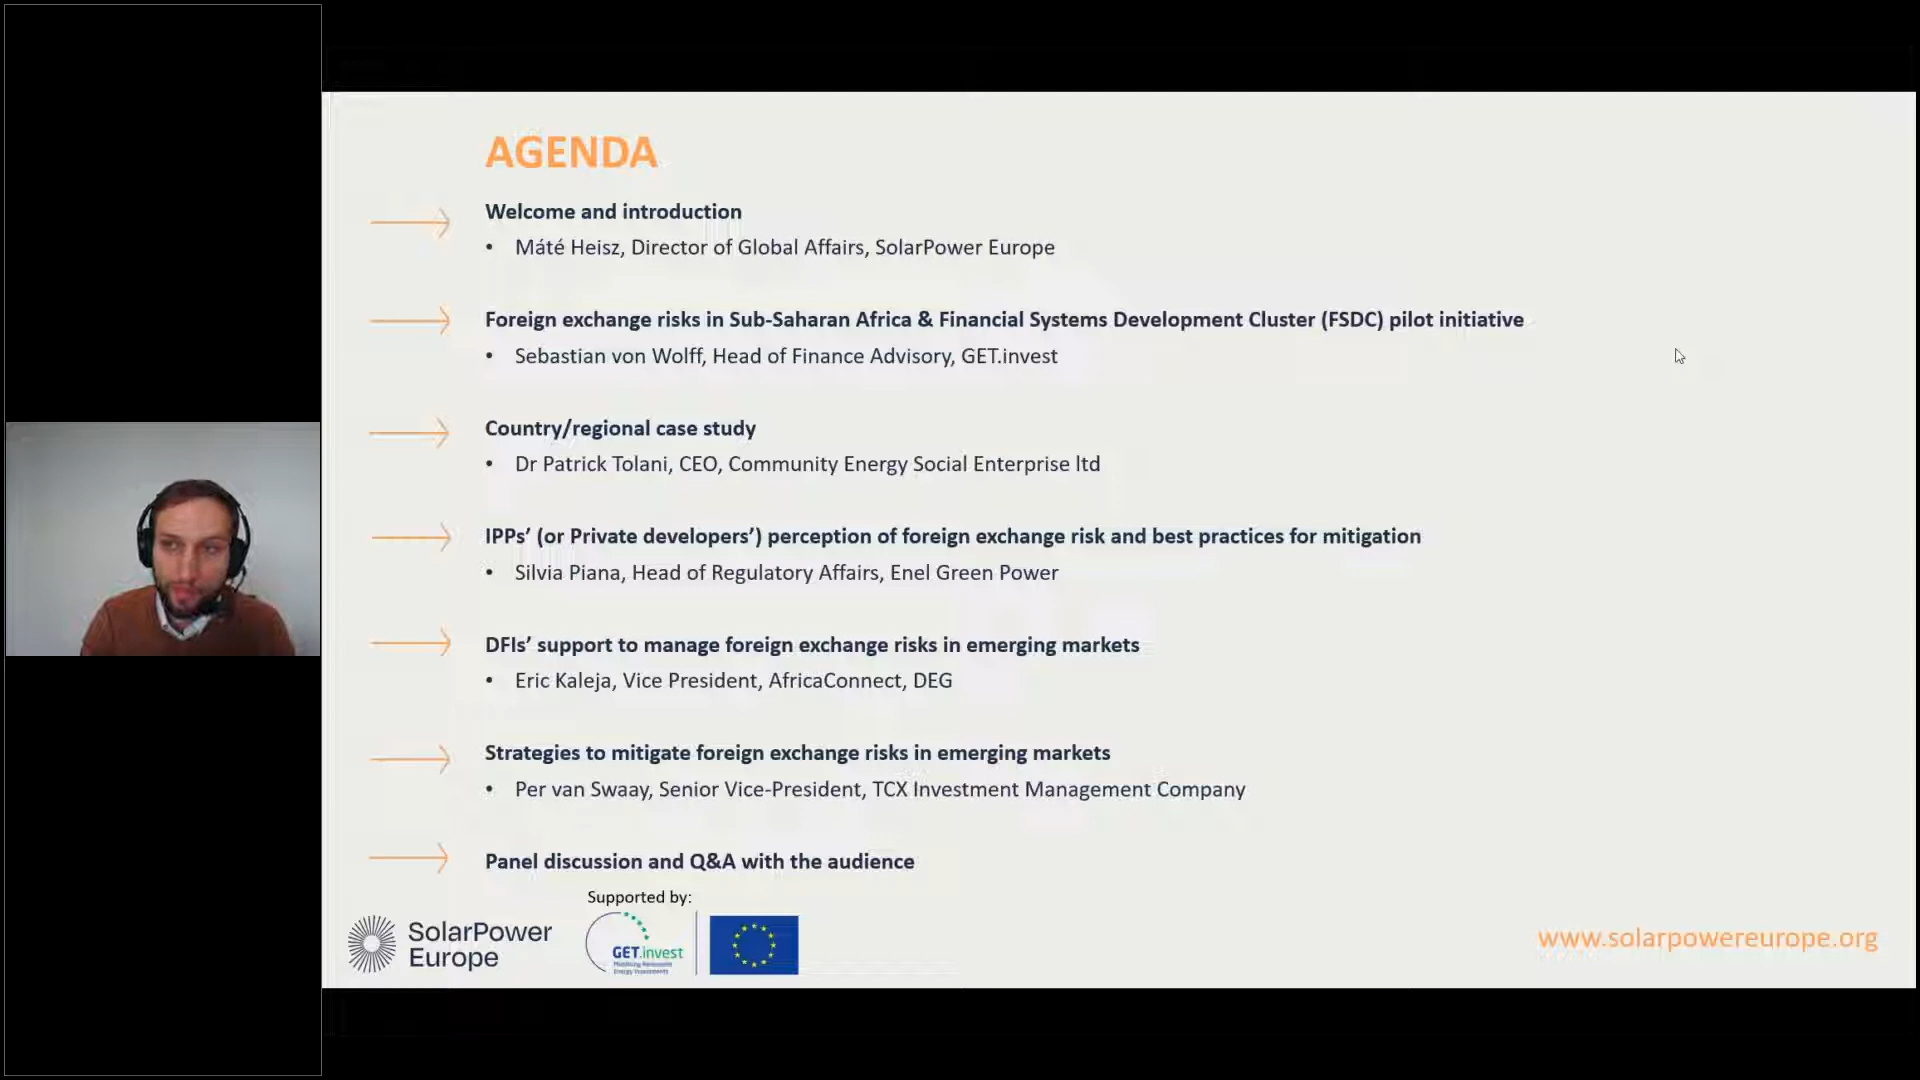 AGENDA
Welcome and introduction
• Máté Heisz, Director of Global Affairs, SolarPower Europe
Foreign exchange risks in Sub-Saharan Africa & Financial Systems Development Cluster (FSDC) pilot initiative
• Sebastian von Wolff, Head of Finance Advisory, GET.invest
Country/regional case study
• Dr Patrick Tolani, CEO, Community Energy Social Enterprise ltd
IPPs’ (or Private developers’) perception of foreign exchange risk and best practices for mitigation
• Silvia Piana, Head of Regulatory Affairs, Enel Green Power
DFIs’ support to manage foreign exchange risks in emerging markets
• Eric Kaleja, Vice President, AfricaConnect, DEG
Strategies to mitigate foreign exchange risks in emerging markets
• Per van Swaay, Senior Vice-President, TCX Investment Management Company
Panel discussion and Q&A with the audience
Supported by:
SolarPower
Europe
GET.invest
Mobilising Renewable
Energy Investments
www.solarpowereurope.org